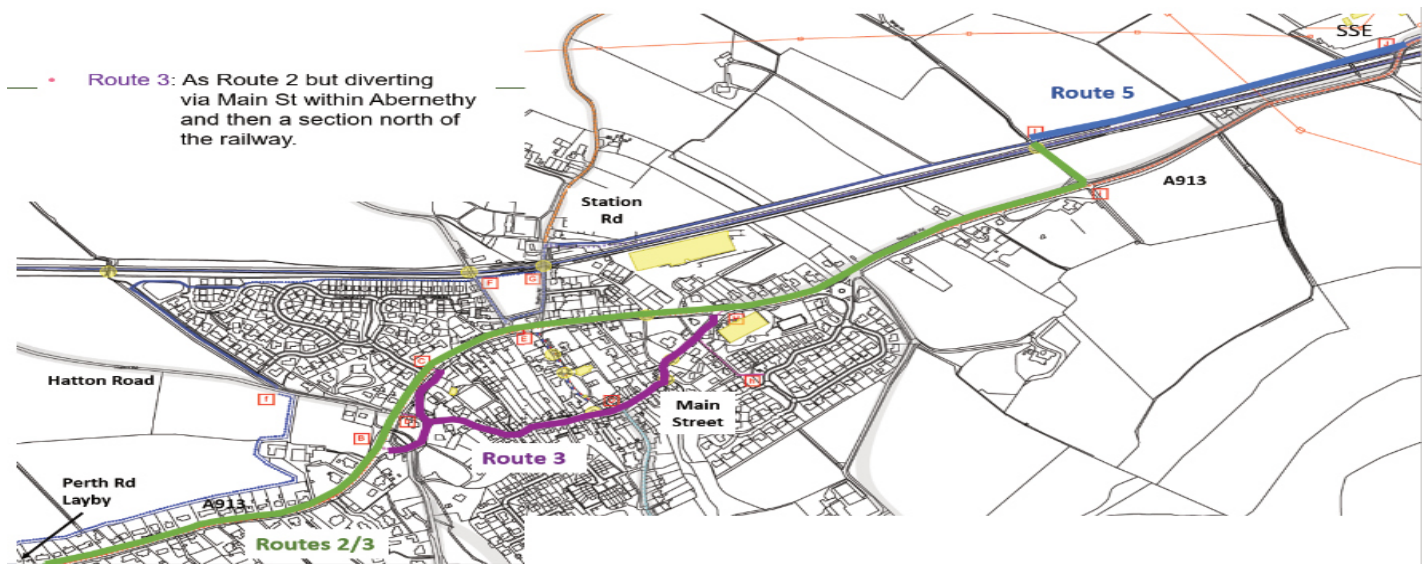 Route 3: As Route 2 but diverting
via Main St within Abernethy
and then a section north of
the railway.
SSE
J
Route 5
I
A913
Station
Rd
F
G
E
C
Hatton Road
B
Main
Street
Route 3
Perth Rd
Layby
A913
Routes 2/3